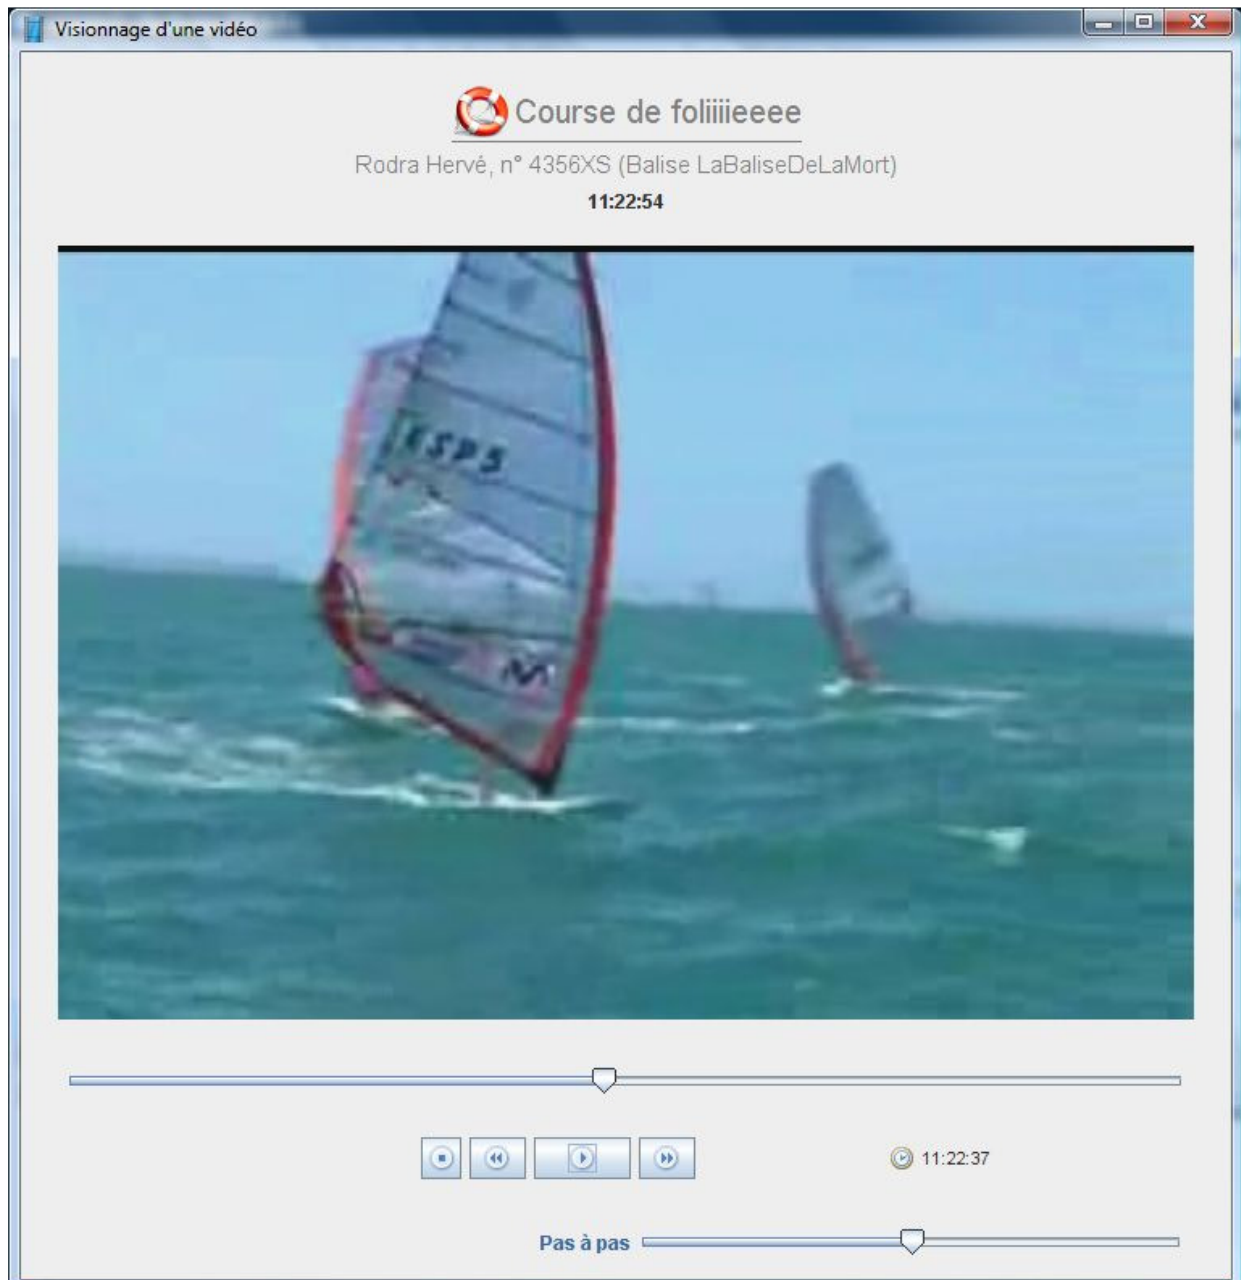 Visionnage d'une vidéo
Course de foliiiieeee
Rodra Hervé, n° 4356XS (Balise LaBaliseDeLaMort)
11:22:54
ESP5
11:22:37
Pas à pas